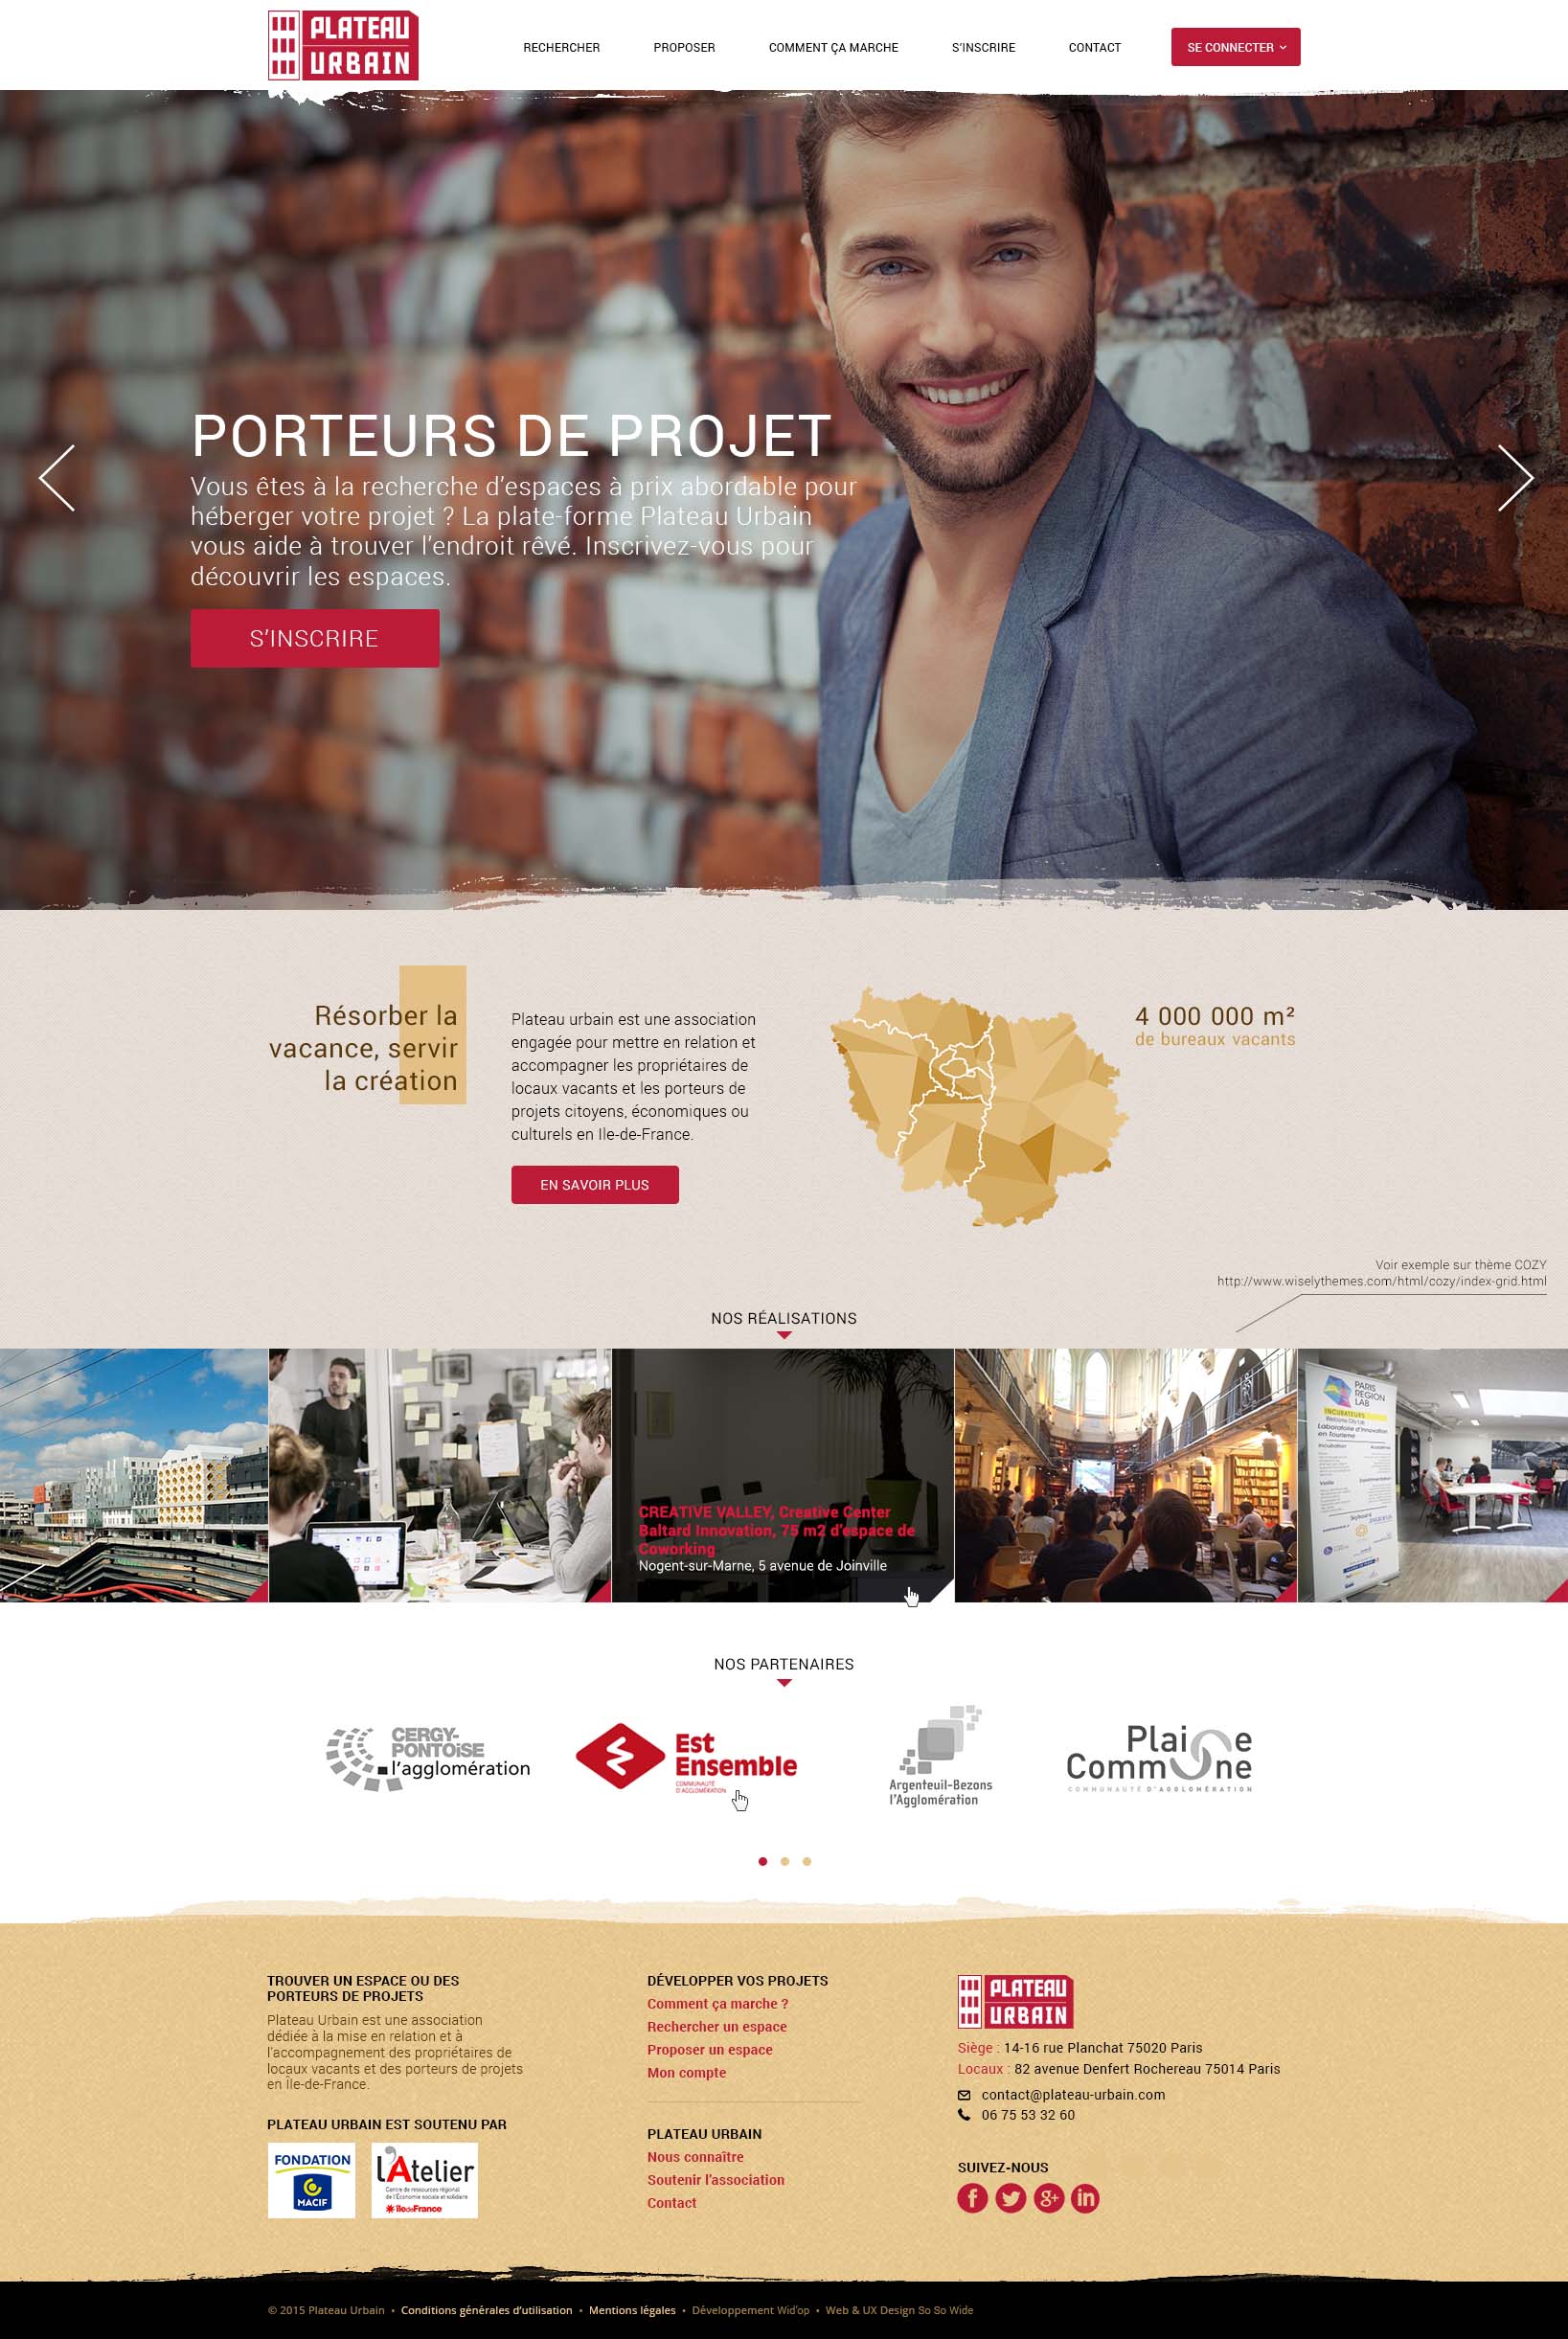 PLATEAU
URBAIN
RECHERCHER
PROPOSER
COMMENT ÇA MARCHE
S'INSCRIRE
CONTACT
SE CONNECTER
PORTEURS DE PROJET
Vous êtes à la recherche d'espaces à prix abordable pour
héberger votre projet ? La plate-forme Plateau Urbain
vous aide à trouver l'endroit rêvé. Inscrivez-vous pour
découvrir les espaces.
S'INSCRIRE
Résorber la
vacance, servir
la création
Plateau urbain est une association
engagée pour mettre en relation et
accompagner les propriétaires de
locaux vacants et les porteurs de
projets citoyens, économiques ou
culturels en Ile-de-France.
EN SAVOIR PLUS
4 000 000 m²
de bureaux vacants
Voir exemple sur thème COZY
http://www.wiselythemes.com/html/cozy/index-grid.html
NOS RÉALISATIONS
CREATIVE VALLEY, Creative Center
Baltard Innovation, 75 m2 d'espace de
Coworking
Nogent-sur-Marne, 5 avenue de Joinville
PARIS
REGION
LAB
INCUBATEURS
Welcome City Lab
Laboratoire d'Innovation
en Tourisme
NOS PARTENAIRES
CERGY-
PONTOiSE
l'agglomération
Est
Ensemble
COMMUNAUTÉ
D'AGGLOMÉRATION
Argenteuil-Bezons
l'Agglomération
Plaine
Commune
COMMUNAUTÉ D'AGGLOMÉRATION
TROUVER UN ESPACE OU DES
PORTEURS DE PROJETS
Plateau Urbain est une association
dédiée à la mise en relation et à
l'accompagnement des propriétaires de
locaux vacants et des porteurs de projets
en Île-de-France.
PLATEAU URBAIN EST SOUTENU PAR
FONDATION
MACIF
l'Atelier
Centre de ressources régional
de l'Économie sociale et solidaire
îledeFrance
DÉVELOPPER VOS PROJETS
Comment ça marche ?
Rechercher un espace
Proposer un espace
Mon compte
PLATEAU URBAIN
Nous connaître
Soutenir l'association
Contact
PLATEAU
URBAIN
Siège : 14-16 rue Planchat 75020 Paris
Locaux : 82 avenue Denfert Rochereau 75014 Paris
contact@plateau-urbain.com
06 75 53 32 60
SUIVEZ-NOUS
© 2015 Plateau Urbain • Conditions générales d'utilisation • Mentions légales • Développement Wid'op • Web & UX Design So So Wide